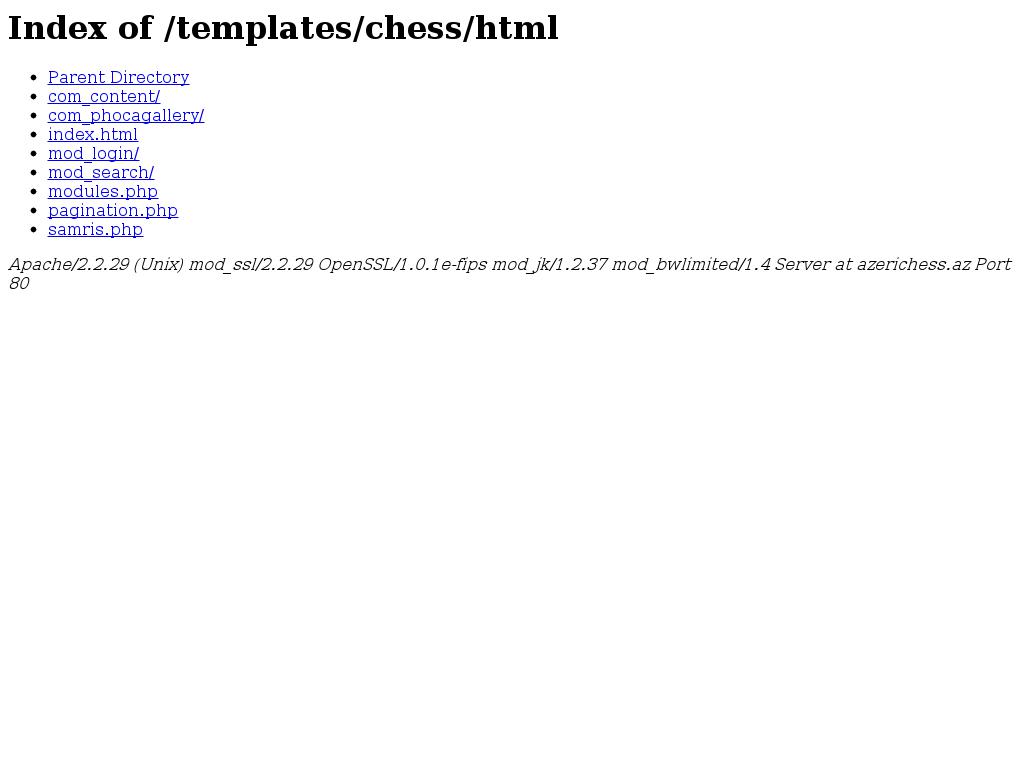 Index of /templates/chess/html
Parent Directory
com_content/
com_phocagallery/
index.html
mod_login/
mod_search/
modules.php
pagination.php
samris.php
Apache/2.2.29 (Unix) mod_ssl/2.2.29 OpenSSL/1.0.1e-fips mod_jk/1.2.37 mod_bwlimited/1.4 Server at azerichess.az Port
80